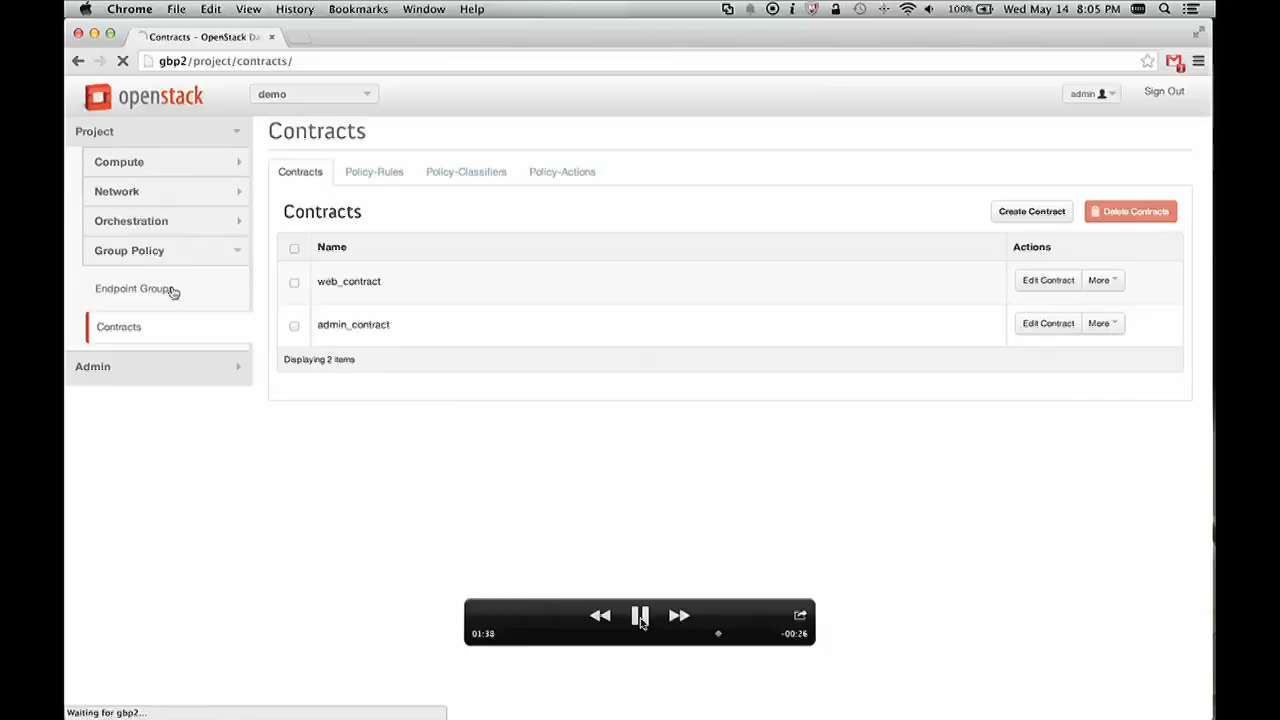 Chrome File Edit View History Bookmarks Window Help 100% Wed May 14 8:05 PM
Contracts - OpenStack Da
gbp2/project/contracts/
openstack demo admin Sign Out
Project
Compute
Network
Orchestration
Group Policy
Endpoint Groups
Contracts
Admin
Contracts
Contracts Policy-Rules Policy-Classifiers Policy-Actions
Contracts Create Contract Delete Contracts
Name Actions
web_contract Edit Contract More
admin_contract Edit Contract More
Displaying 2 items
01:38 -00:26
Waiting for gbp2...